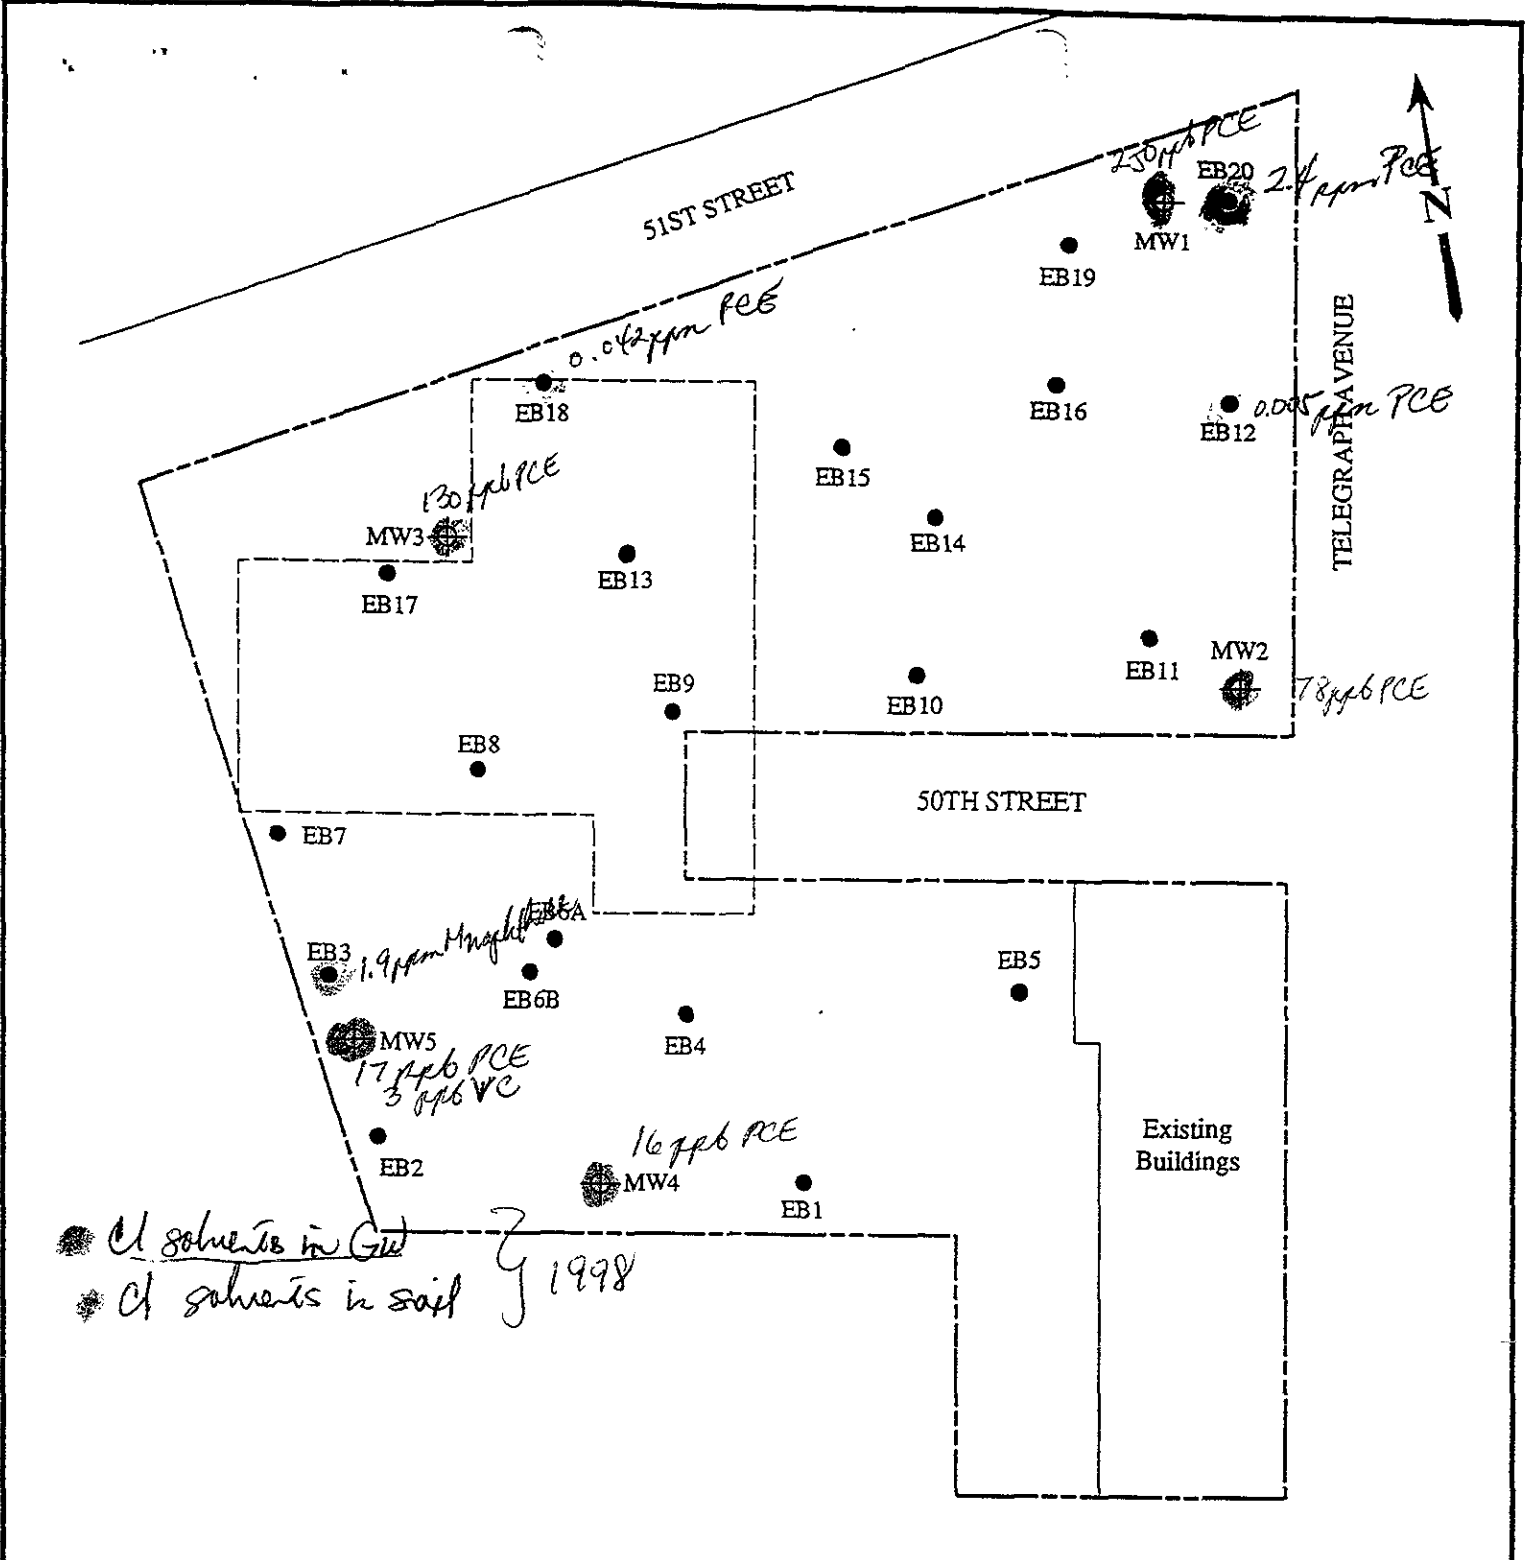 51ST STREET
250 ppb PCE
EB20
2.4 ppm PCE
N
MW1
EB19
0.042 ppm PCE
EB18
EB16
0.005 ppm PCE
EB12
TELEGRAPH AVENUE
EB15
130 ppb PCE
MW3
EB14
EB13
EB17
MW2
EB11
78 ppb PCE
EB9
EB10
EB8
50TH STREET
EB7
EB6A
EB3
1.9 ppm
EB6B
EB5
MW5
EB4
17 ppb PCE
3 ppb VC
16 ppb PCE
Existing
Buildings
EB2
MW4
EB1
Cl solvents in GW
Cl solvents in soil
1998